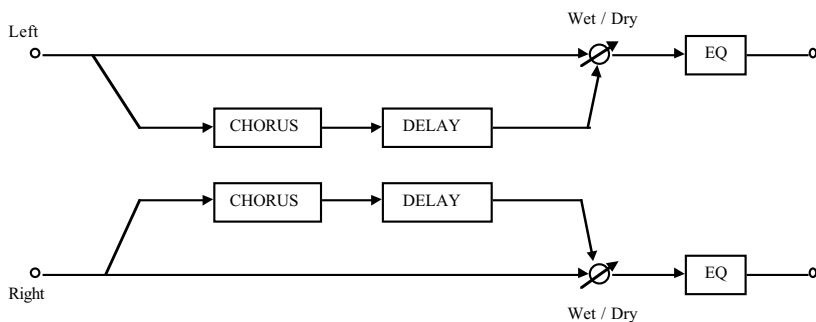 Wet / Dry
Left
EQ
CHORUS
DELAY
CHORUS
DELAY
EQ
Right
Wet / Dry